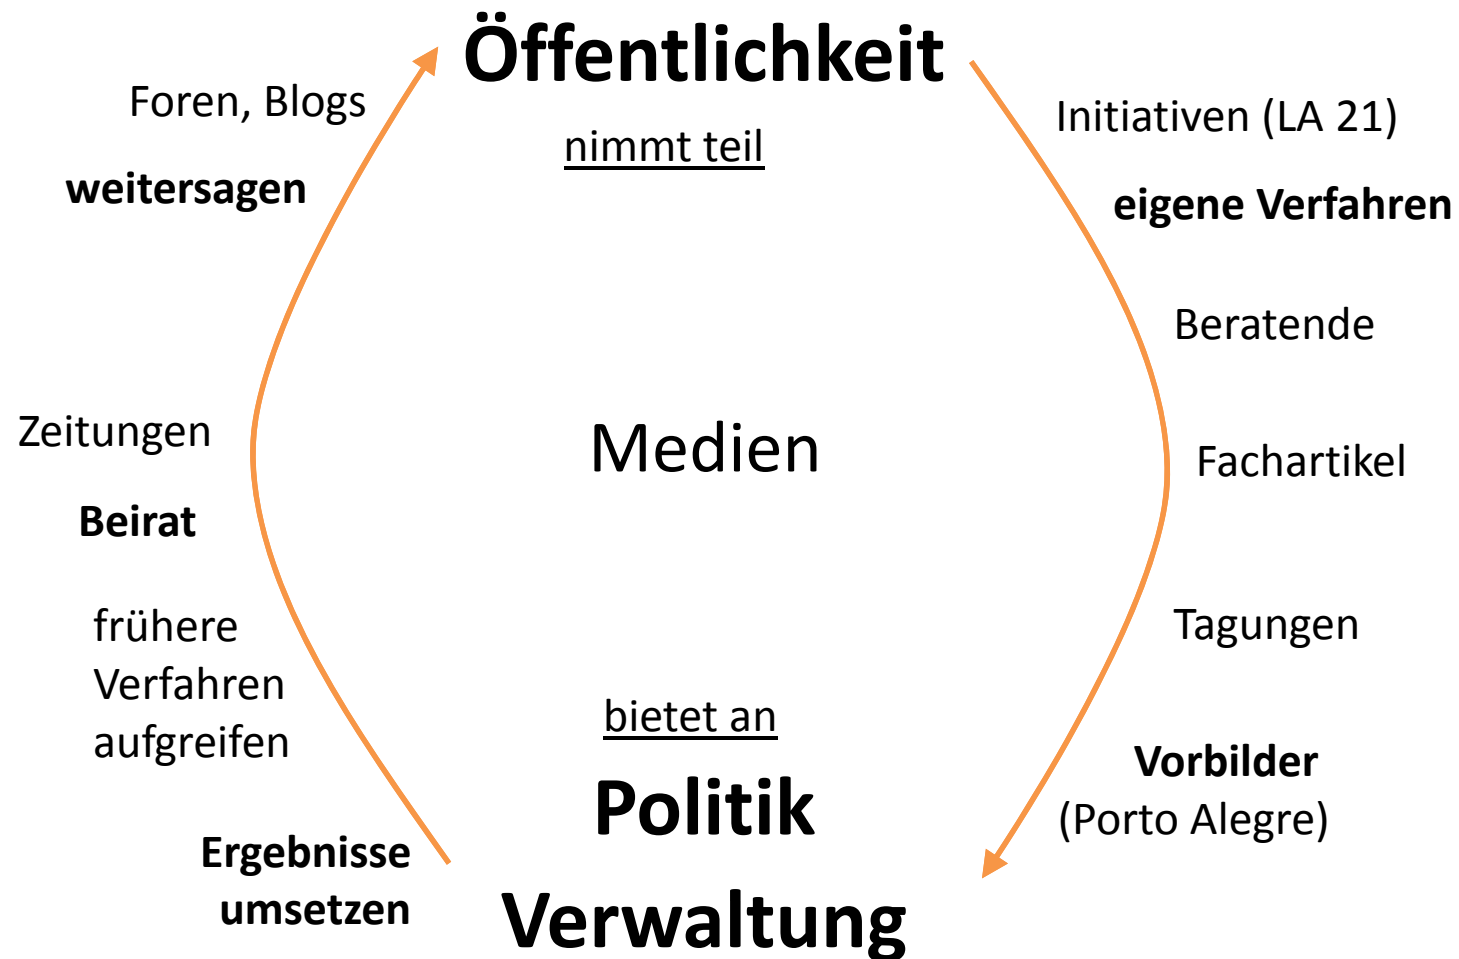 Öffentlichkeit
nimmt teil
Foren, Blogs
weitersagen
Zeitungen
Beirat
frühere
Verfahren
aufgreifen
Ergebnisse
umsetzen
Medien
Initiativen (LA 21)
eigene Verfahren
Beratende
Fachartikel
Tagungen
Vorbilder
(Porto Alegre)
bietet an
Politik
Verwaltung